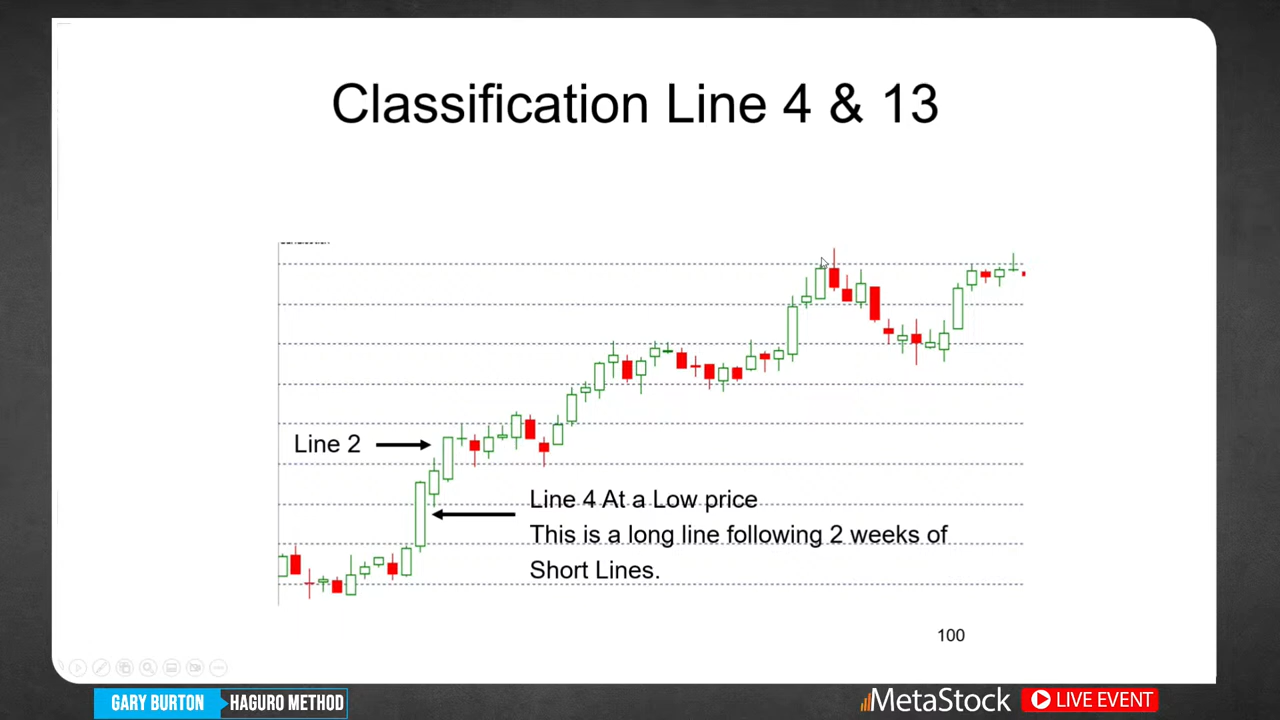 Classification Line 4 & 13
Line 2
Line 4 At a Low price
This is a long line following 2 weeks of
Short Lines.
100
GARY BURTON
HAGURO METHOD
MetaStock
LIVE EVENT